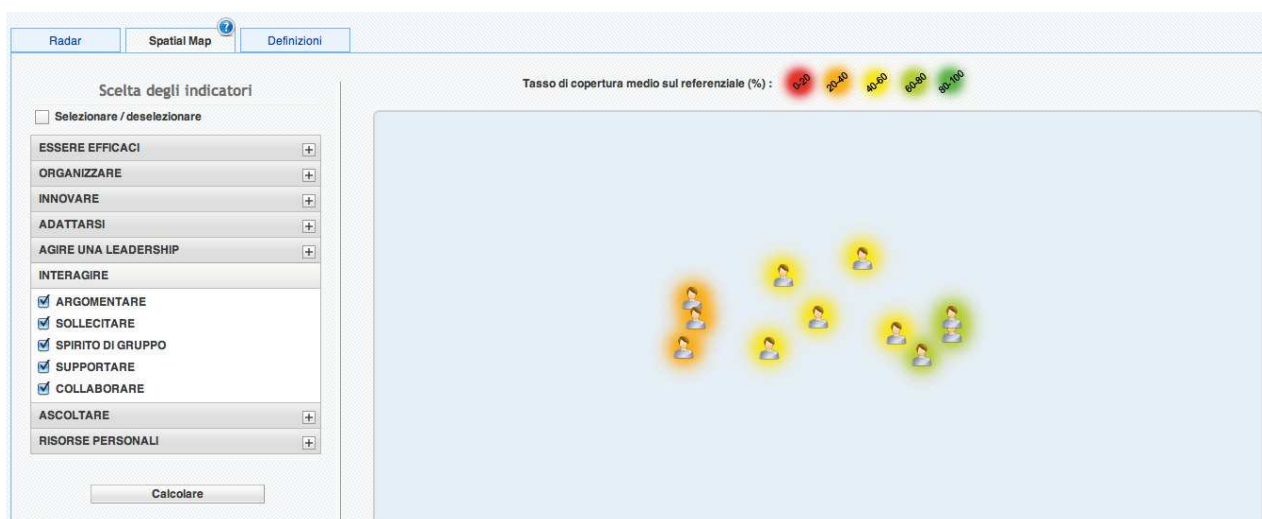 Radar
Spatial Map
?
Definizioni
Scelta degli indicatori
Selezionare / deselezionare
ESSERE EFFICACI
ORGANIZZARE
INNOVARE
ADATTARSI
AGIRE UNA LEADERSHIP
INTERAGIRE
ARGOMENTARE
SOLLECITARE
SPIRITO DI GRUPPO
SUPPORTARE
COLLABORARE
ASCOLTARE
RISORSE PERSONALI
Calcolare
Tasso di copertura medio sul referenziale (%) : 0-20 20-40 40-60 60-80 80-100